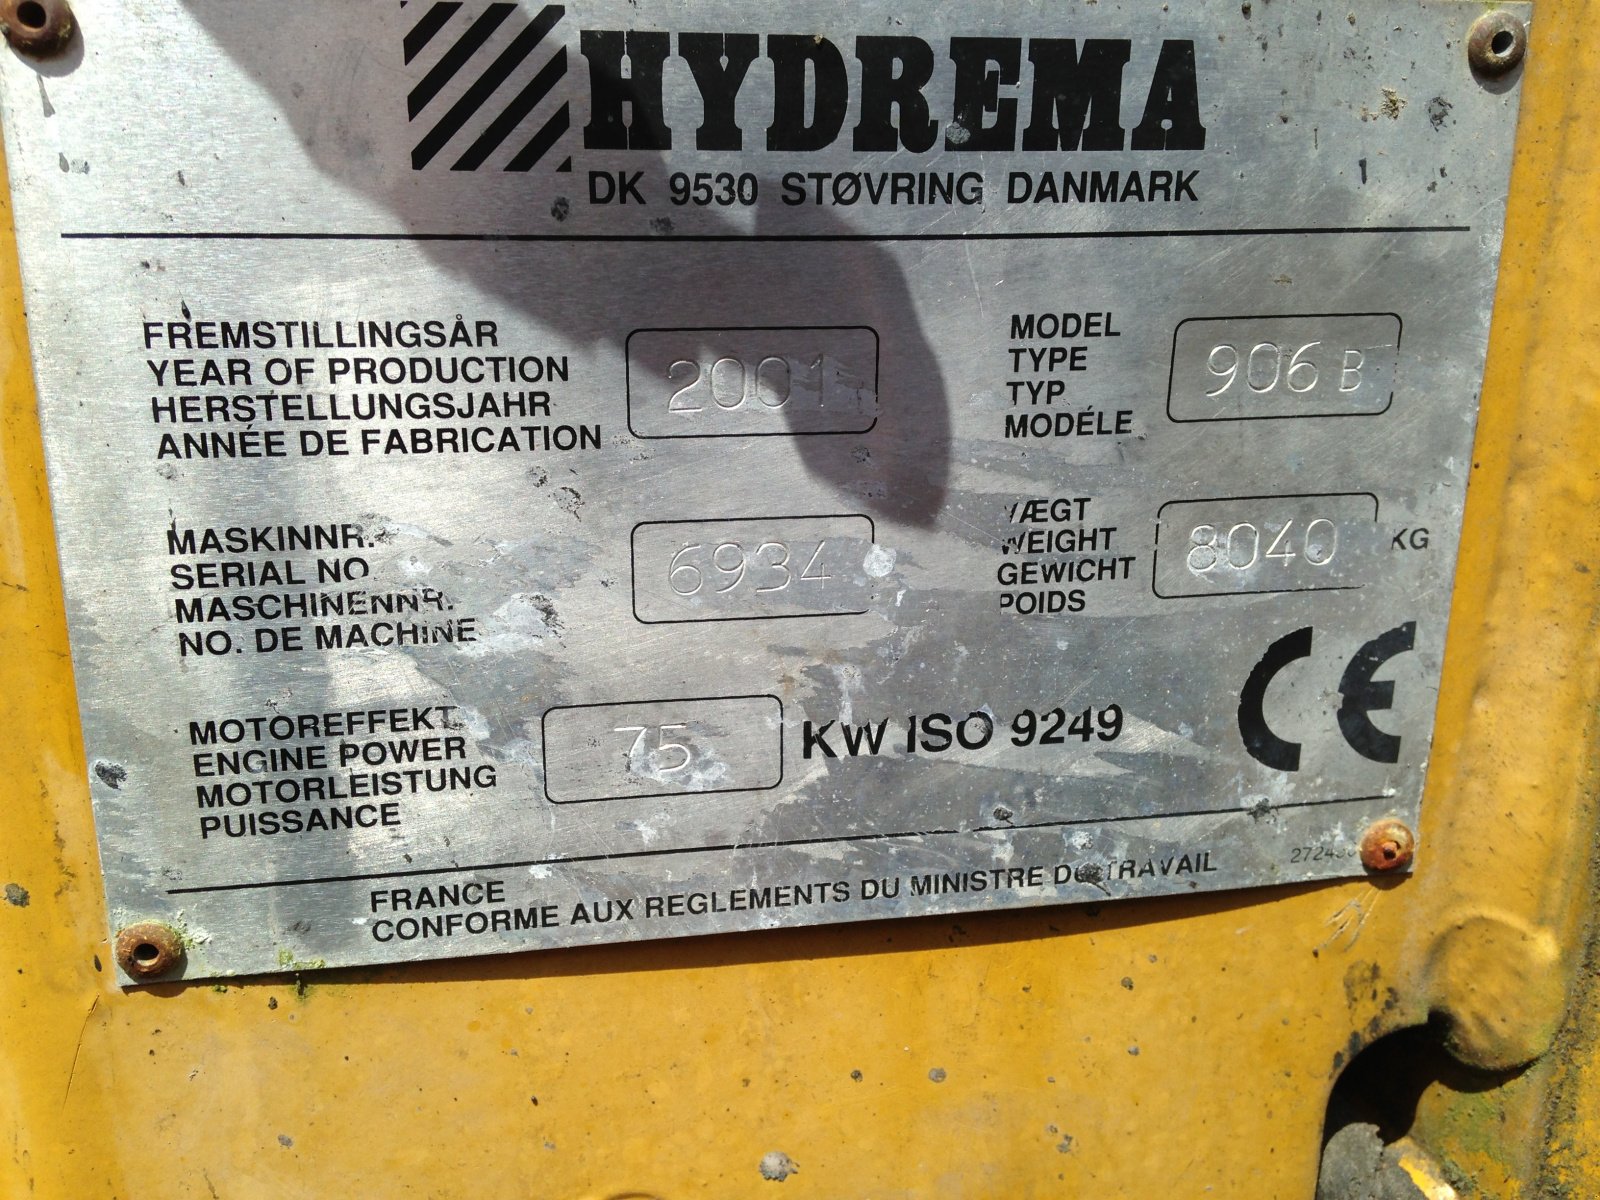 HYDREMA
DK 9530 STØVRING DANMARK
FREMSTILLINGSÅR
YEAR OF PRODUCTION
HERSTELLUNGSJAHR
ANNÉE DE FABRICATION
2001
MODEL
TYPE
TYP
MODÉLE
906 B
MASKINNR.
SERIAL NO
MASCHINENNR.
NO. DE MACHINE
6934
VÆGT
WEIGHT
GEWICHT
POIDS
8040 KG
MOTOREFFEKT.
ENGINE POWER
MOTORLEISTUNG
PUISSANCE
75 KW ISO 9249
CE
FRANCE
CONFORME AUX REGLEMENTS DU MINISTRE DU TRAVAIL